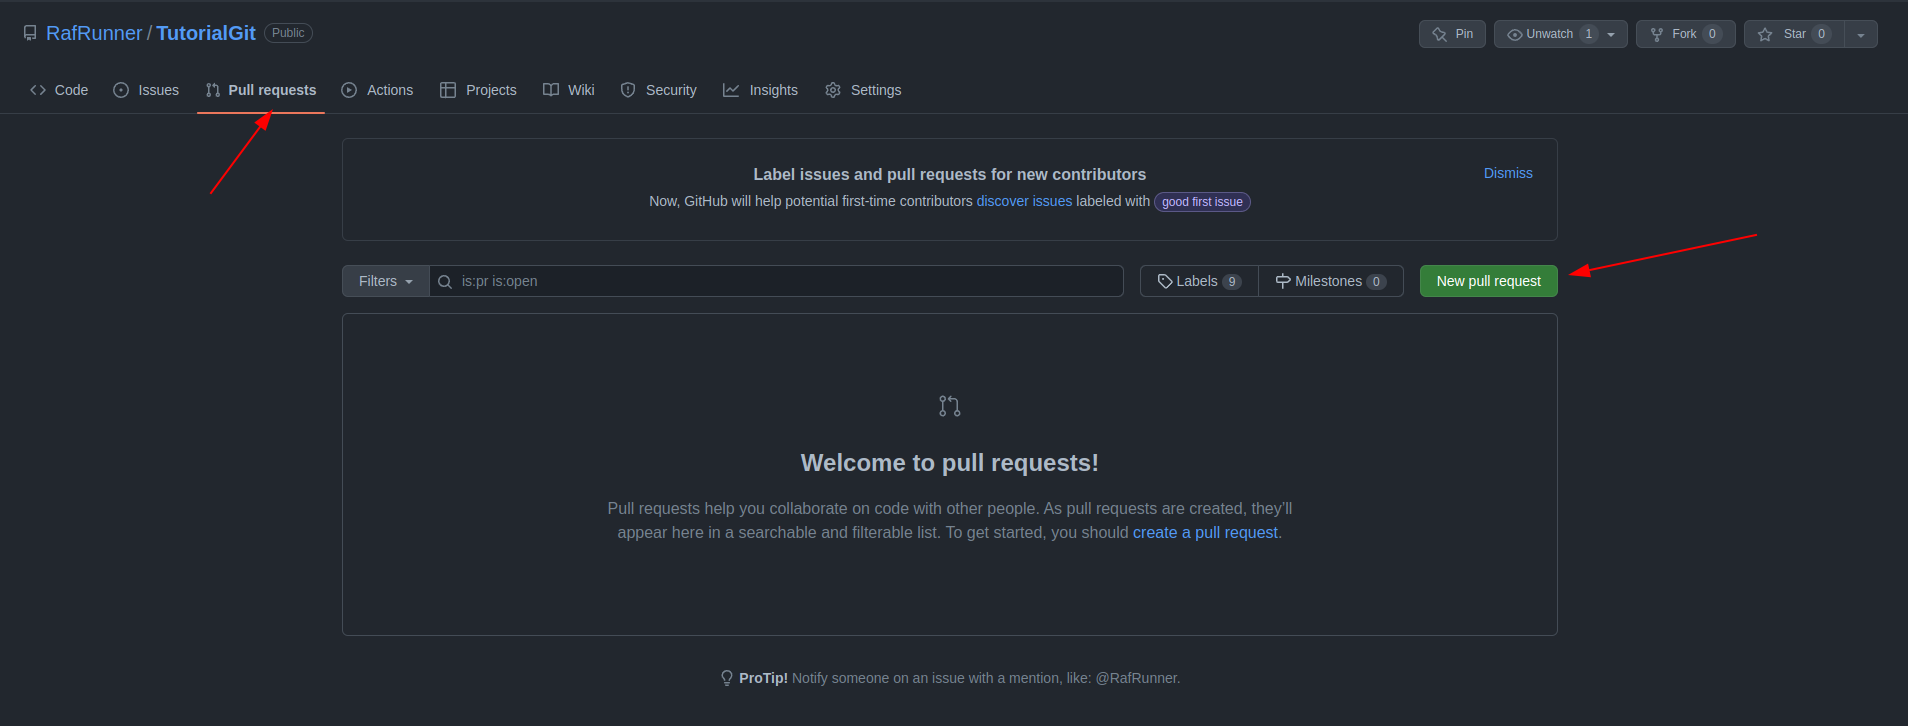 RafRunner / TutorialGit Public
Pin Unwatch 1 Fork 0 Star 0
Code Issues Pull requests Actions Projects Wiki Security Insights Settings
Label issues and pull requests for new contributors
Dismiss
Now, GitHub will help potential first-time contributors discover issues labeled with good first issue
Filters is:pr is:open Labels 9 Milestones 0 New pull request
Welcome to pull requests!
Pull requests help you collaborate on code with other people. As pull requests are created, they'll
appear here in a searchable and filterable list. To get started, you should create a pull request.
ProTip! Notify someone on an issue with a mention, like: @RafRunner.